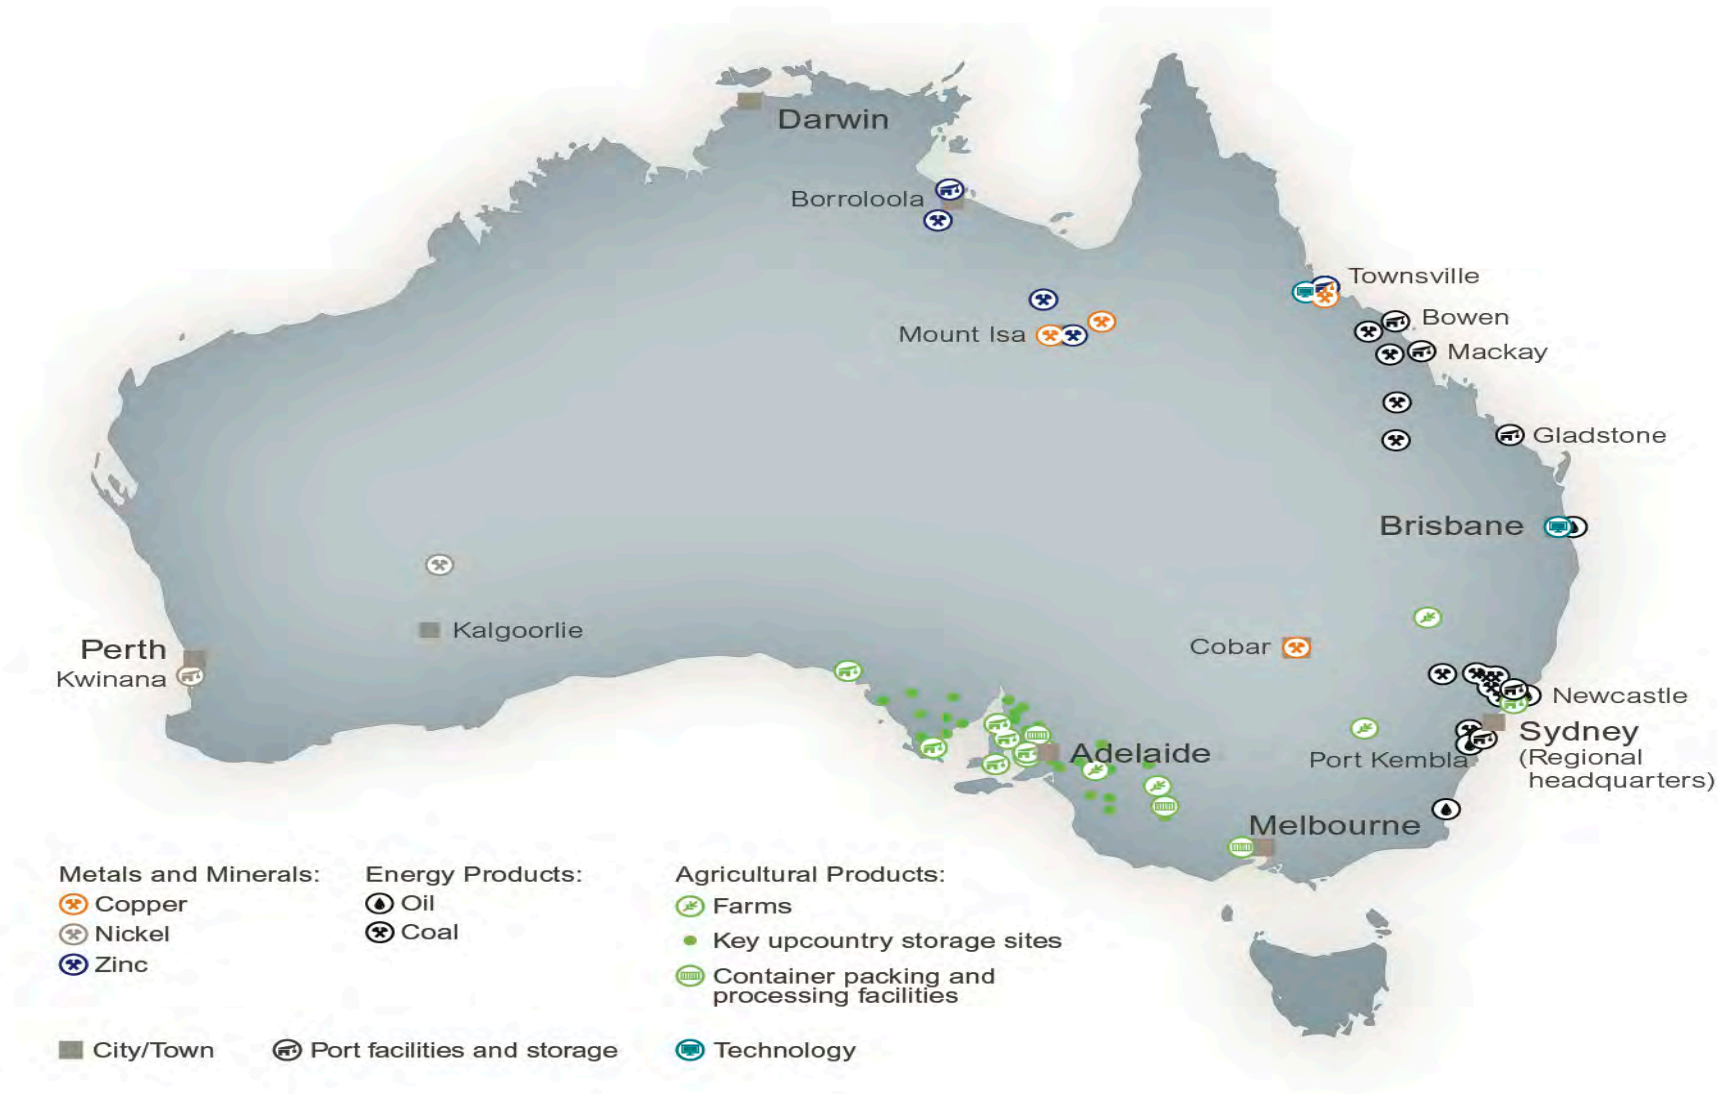 Darwin
Borroloola
Townsville
Bowen
Mount Isa
Mackay
Gladstone
Brisbane
Kalgoorlie
Perth
Kwinana
Cobar
Newcastle
Sydney
(Regional
headquarters)
Port Kembla
Adelaide
Melbourne
Metals and Minerals:
Copper
Nickel
Zinc
Energy Products:
Oil
Coal
Agricultural Products:
Farms
Key upcountry storage sites
Container packing and
processing facilities
City/Town
Port facilities and storage
Technology